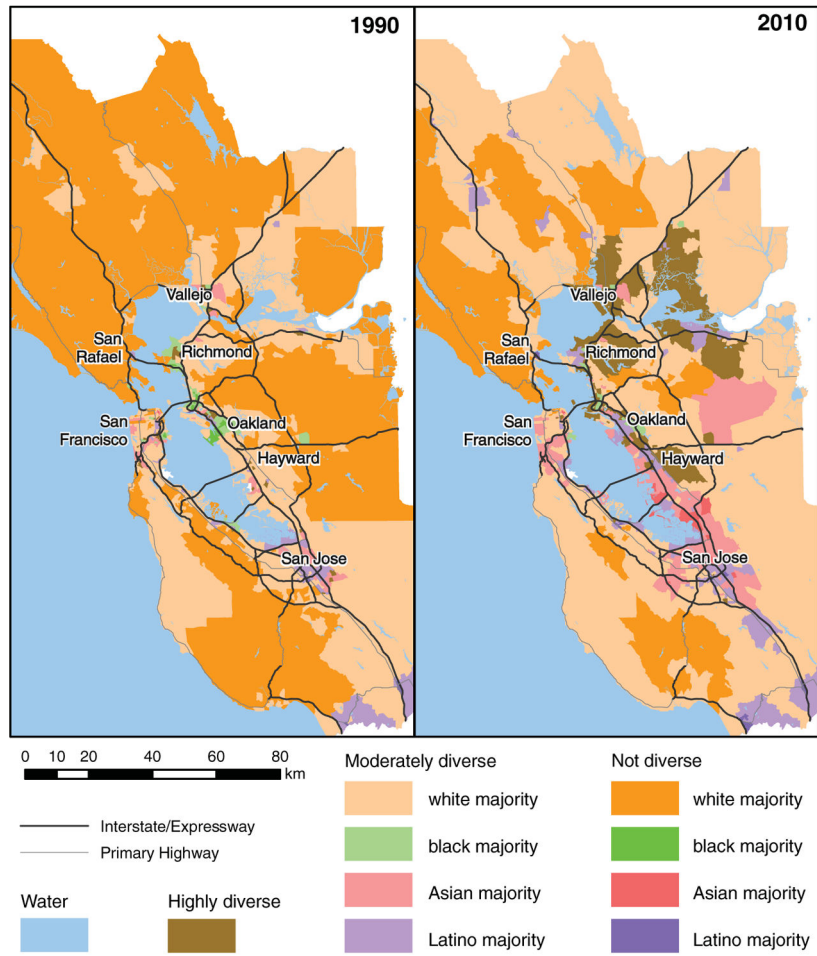 1990
2010
Vallejo
San
Rafael
Richmond
San
Francisco
Oakland
Hayward
San Jose
Vallejo
San
Rafael
Richmond
San
Francisco
Oakland
Hayward
San Jose
0 10 20 40 60 80
km
Interstate/Expressway
Primary Highway
Water
Highly diverse
Moderately diverse
white majority
black majority
Asian majority
Latino majority
Not diverse
white majority
black majority
Asian majority
Latino majority